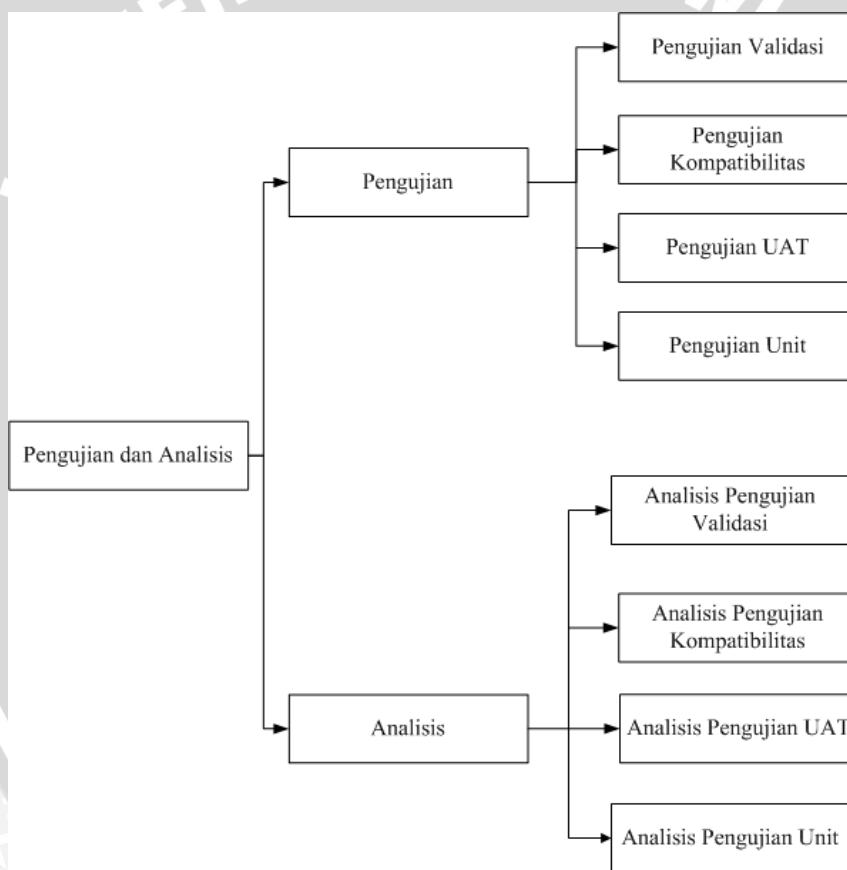 Pengujian Validasi
Pengujian
Kompatibilitas
Pengujian
Pengujian UAT
Pengujian Unit
Pengujian dan Analisis
Analisis Pengujian
Validasi
Analisis Pengujian
Kompatibilitas
Analisis
Analisis Pengujian UAT
Analisis Pengujian Unit